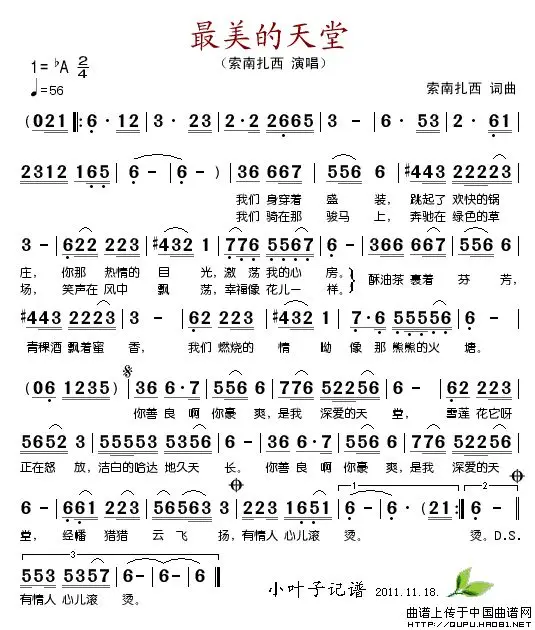 最美的天堂
（索南扎西 演唱）
1=♭A 2/4
♩=56
索南扎西 词曲
(021‖:6·12|3·23|2·2 2665|3 -|6·53|2·61|
2312 165|6 -|6 -)|36 667|556 6|#443 22223|
我们 身穿着 盛 装，跳起了 欢快的锅
我们 骑在那 骏马 上，奔驰在 绿色的草
3 -|622 223|#432 1|776 5567|6 -|366 667|556 6|
庄，你那 热情的 目 光，激 荡 我的心 房。 酥油茶 裹着 芬 芳，
场，笑声在 风中 飘 荡，幸福像 花儿一 样。
#443 2223|3 -|62 223|#432 1|7·6 55556|6 -|
青稞酒 飘着蜜 香，我们 燃烧的 情 呦 像 那 熊熊的火 塘。
(06 1235)|36 6·7|556 6|776 52256|6 -|62 223|
你善 良 啊 你豪 爽，是我 深爱的天 堂，雪莲 花它呀
5652 3|55553 5356|6 -|36 6·7|556 6|776 52256|
正在怒 放，洁白的哈达 地久天 长。你善 良 啊 你豪 爽，是我 深爱的天
6 -|661 223|56563 3|223 1651|6 -|6·(21:‖6 -‖
1
2
堂，经幡 猎猎 云 飞 扬，有情人 心儿滚 烫。 烫。D.S.
3
553 5357|6 -‖
有情人 心儿滚 烫。
小叶子记谱 2011.11.18.
曲谱上传于中国曲谱网
http://QUPU.HAO81.NET